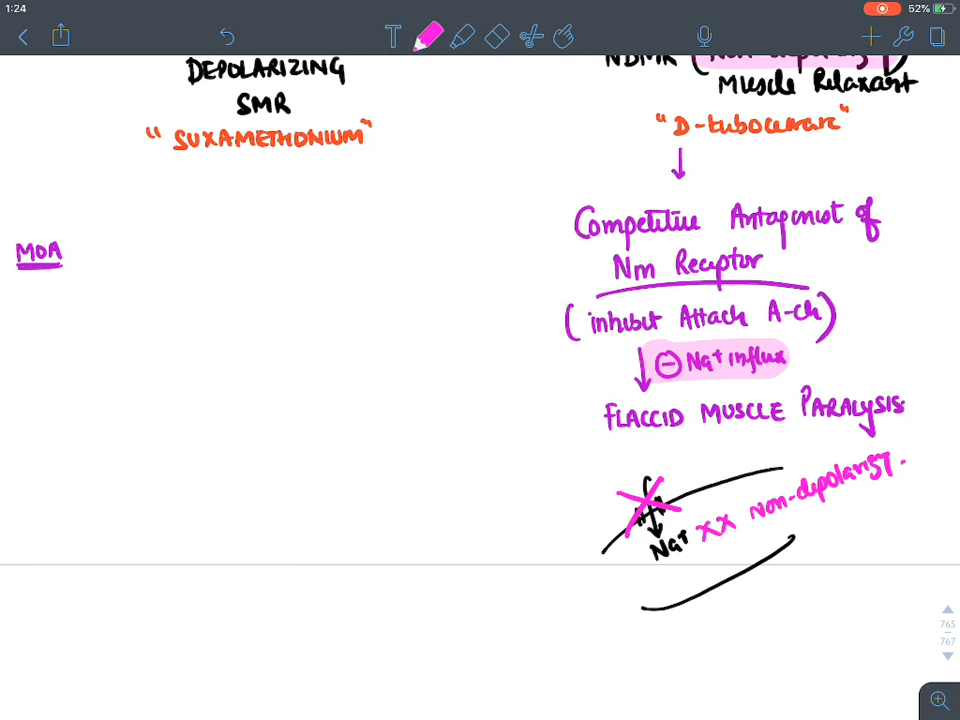 1:24
52%
T
DEPOLARIZING
SMR
"SUXAMETHONIUM"
NDMR (
Muscle Relaxant
"D-tubocurare"
MOA
Competitive Antagonist of
Nm Receptor
(inhibit Attach A-ch)
⊖ Na+ influx
FLACCID MUSCLE PARALYSIS.
Na+ XX non-depolarizg.
765
767